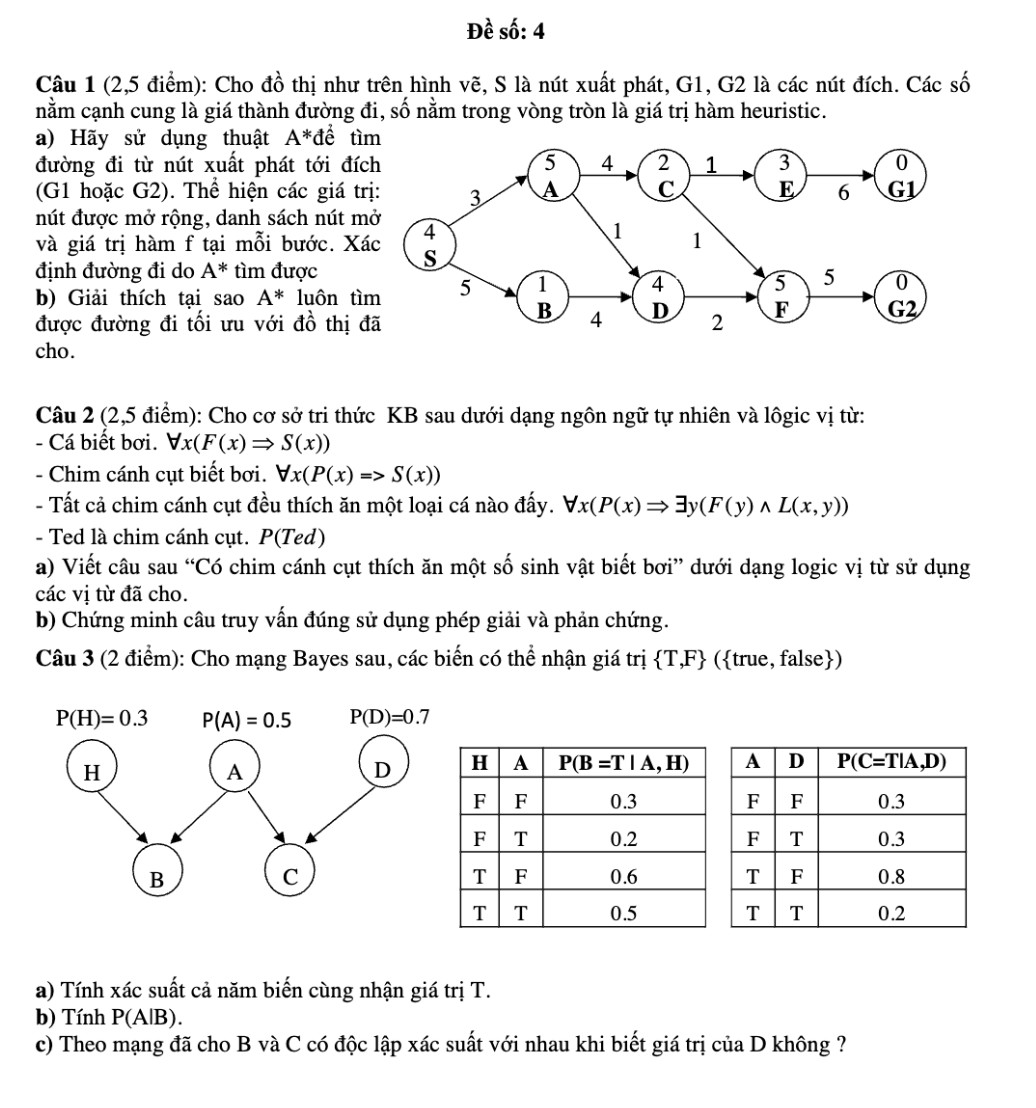 Đề số: 4
Câu 1 (2,5 điểm): Cho đồ thị như trên hình vẽ, S là nút xuất phát, G1, G2 là các nút đích. Các số
nằm cạnh cung là giá thành đường đi, số nằm trong vòng tròn là giá trị hàm heuristic.
a) Hãy sử dụng thuật A*để tìm
đường đi từ nút xuất phát tới đích
(G1 hoặc G2). Thể hiện các giá trị:
nút được mở rộng, danh sách nút mở
và giá trị hàm f tại mỗi bước. Xác
định đường đi do A* tìm được
b) Giải thích tại sao A* luôn tìm
được đường đi tối ưu với đồ thị đã
cho.
5 4 2 1 3 0
A C E 6 G1
3
4
S
1 1
5
1 4 5 5 0
B D F G2
4 2
Câu 2 (2,5 điểm): Cho cơ sở tri thức KB sau dưới dạng ngôn ngữ tự nhiên và lôgic vị từ:
- Cá biết bơi. ∀x(F(x) ⇒ S(x))
- Chim cánh cụt biết bơi. ∀x(P(x) => S(x))
- Tất cả chim cánh cụt đều thích ăn một loại cá nào đấy. ∀x(P(x) ⇒ ∃y(F(y) ∧ L(x, y))
- Ted là chim cánh cụt. P(Ted)
a) Viết câu sau “Có chim cánh cụt thích ăn một số sinh vật biết bơi” dưới dạng logic vị từ sử dụng
các vị từ đã cho.
b) Chứng minh câu truy vấn đúng sử dụng phép giải và phản chứng.
Câu 3 (2 điểm): Cho mạng Bayes sau, các biến có thể nhận giá trị {T,F} ({true, false})
P(H)= 0.3 P(A) = 0.5 P(D)=0.7
H A D
B C
H A P(B =T | A, H)
F F 0.3
F T 0.2
T F 0.6
T T 0.5
A D P(C=T|A,D)
F F 0.3
F T 0.3
T F 0.8
T T 0.2
a) Tính xác suất cả năm biến cùng nhận giá trị T.
b) Tính P(A|B).
c) Theo mạng đã cho B và C có độc lập xác suất với nhau khi biết giá trị của D không ?